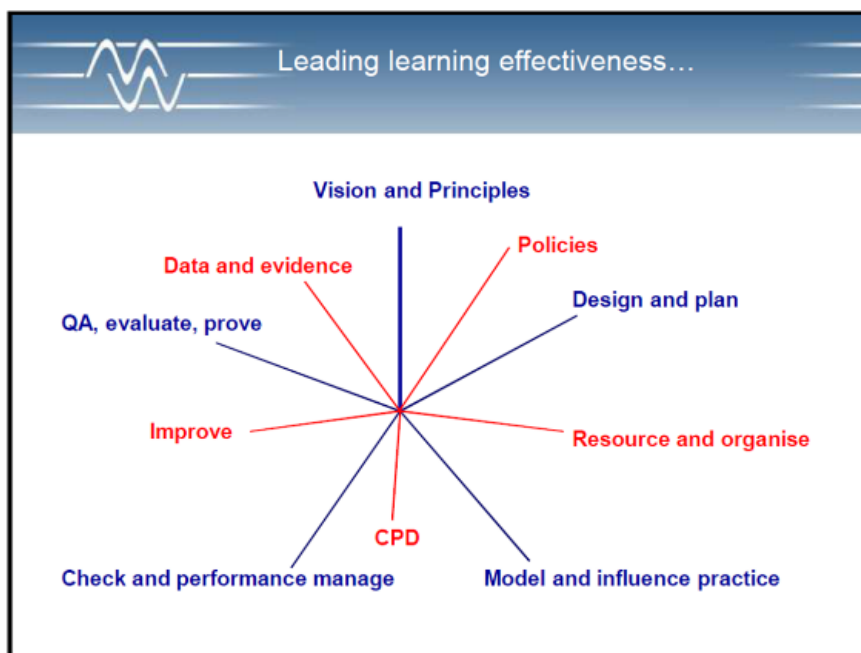 Leading learning effectiveness…
Vision and Principles
Policies
Data and evidence
Design and plan
QA, evaluate, prove
Improve
Resource and organise
CPD
Check and performance manage
Model and influence practice